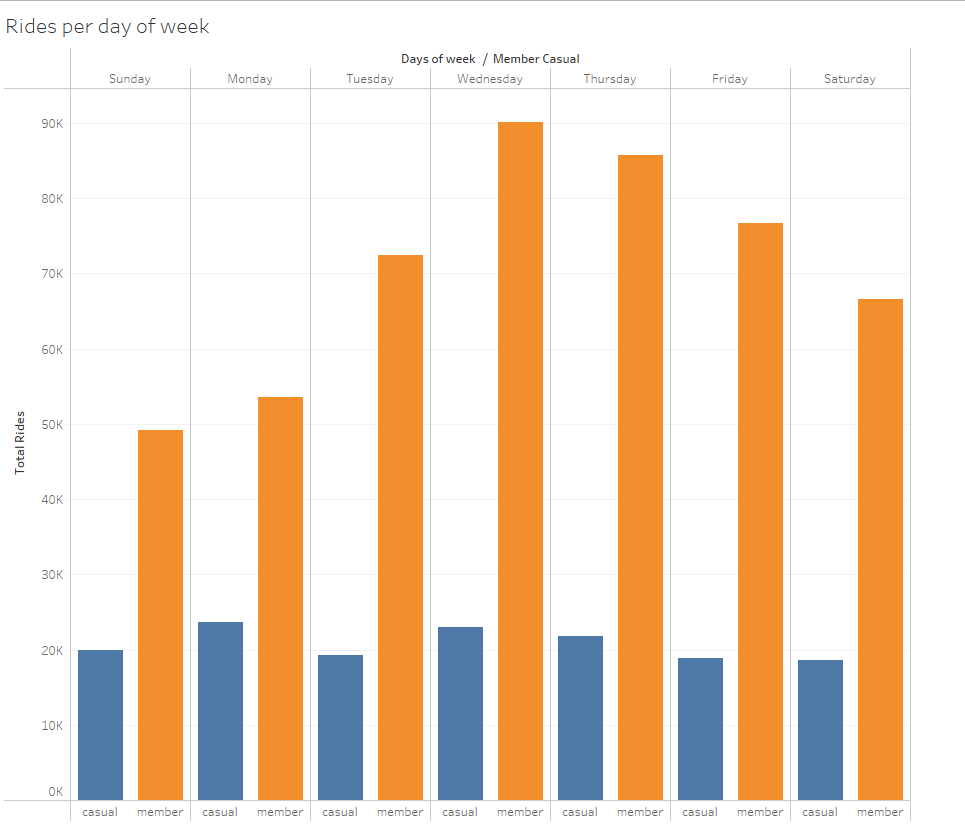 Rides per day of week
Days of week / Member Casual
Sunday Monday Tuesday Wednesday Thursday Friday Saturday
90K
80K
70K
60K
50K
40K
30K
20K
10K
0K
Total Rides
casual member casual member casual member casual member casual member casual member casual member